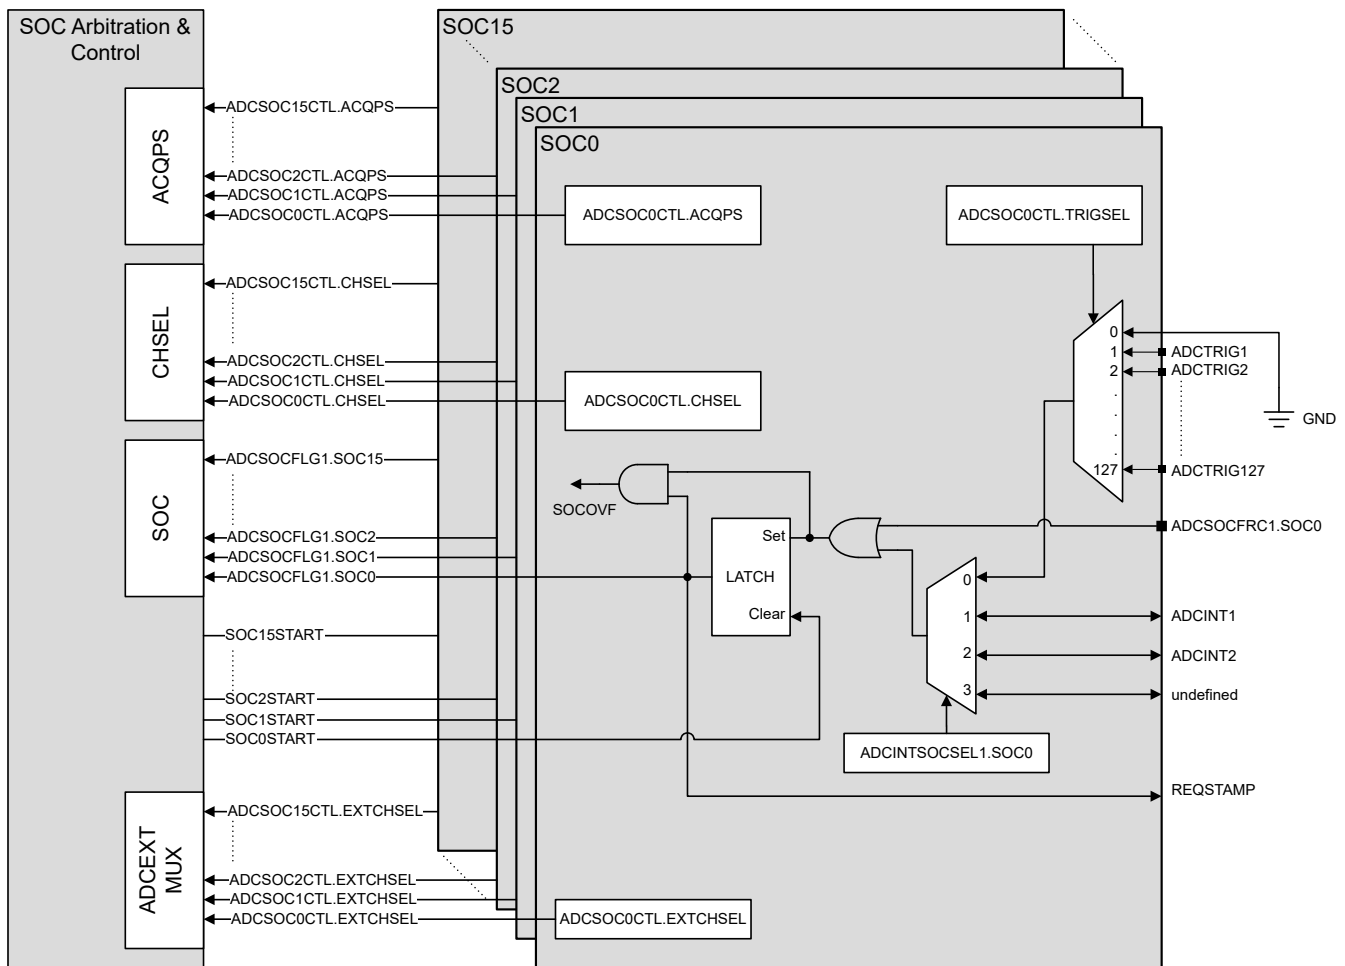 SOC Arbitration &
Control
SOC15
SOC2
SOC1
SOC0
ACQPS
ADCSOC15CTL.ACQPS
ADCSOC2CTL.ACQPS
ADCSOC1CTL.ACQPS
ADCSOC0CTL.ACQPS
ADCSOC0CTL.ACQPS
ADCSOC0CTL.TRIGSEL
CHSEL
ADCSOC15CTL.CHSEL
ADCSOC2CTL.CHSEL
ADCSOC1CTL.CHSEL
ADCSOC0CTL.CHSEL
ADCSOC0CTL.CHSEL
0
1
2
127
ADCTRIG1
ADCTRIG2
GND
ADCTRIG127
SOC
ADCSOCFLG1.SOC15
ADCSOCFLG1.SOC2
ADCSOCFLG1.SOC1
ADCSOCFLG1.SOC0
SOCOVF
Set
LATCH
Clear
ADCSOCFRC1.SOC0
0
1
2
3
ADCINT1
ADCINT2
undefined
SOC15START
SOC2START
SOC1START
SOC0START
ADCINTSOCSEL1.SOC0
REQSTAMP
ADCEXT
MUX
ADCSOC15CTL.EXTCHSEL
ADCSOC2CTL.EXTCHSEL
ADCSOC1CTL.EXTCHSEL
ADCSOC0CTL.EXTCHSEL
ADCSOC0CTL.EXTCHSEL